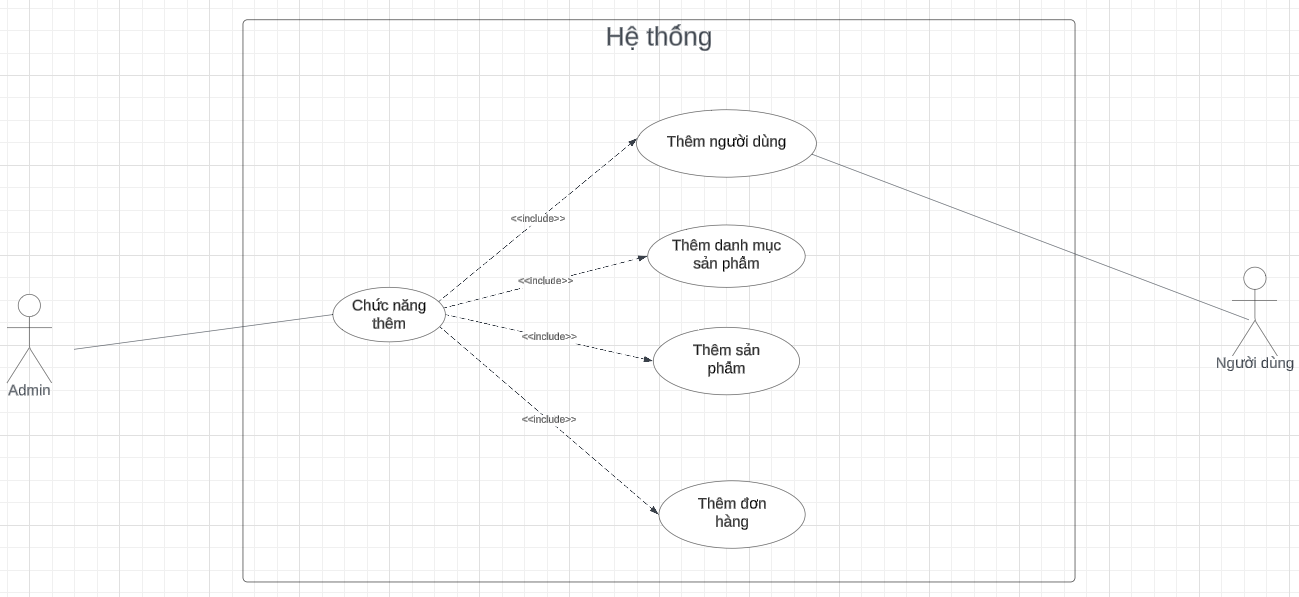 Hệ thống
Thêm người dùng
<<include>>
Thêm danh mục
sản phẩm
<<include>>
Chức năng
thêm
<<include>>
Thêm sản
phẩm
Người dùng
Admin
<<include>>
Thêm đơn
hàng